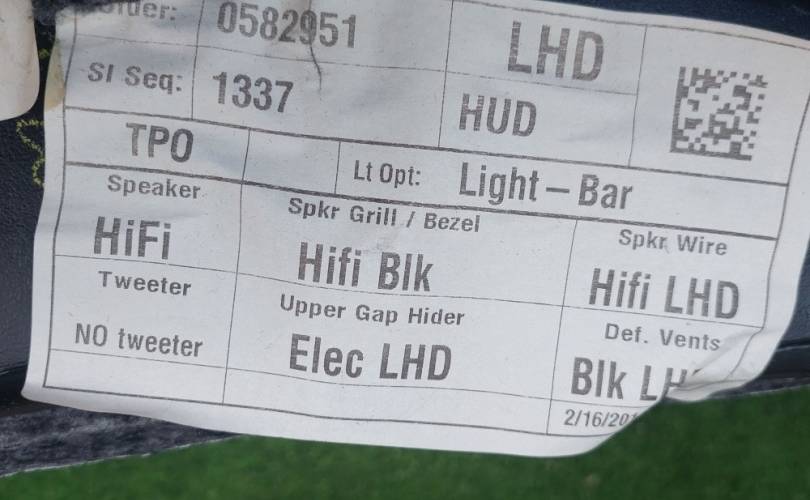 0582951
LHD
SI Seq:
1337
HUD
TPO
Lt Opt:
Light-Bar
Speaker
HiFi
Spkr Grill / Bezel
Hifi Blk
Spkr Wire
Hifi LHD
Tweeter
NO tweeter
Upper Gap Hider
Elec LHD
Def. Vents
Blk